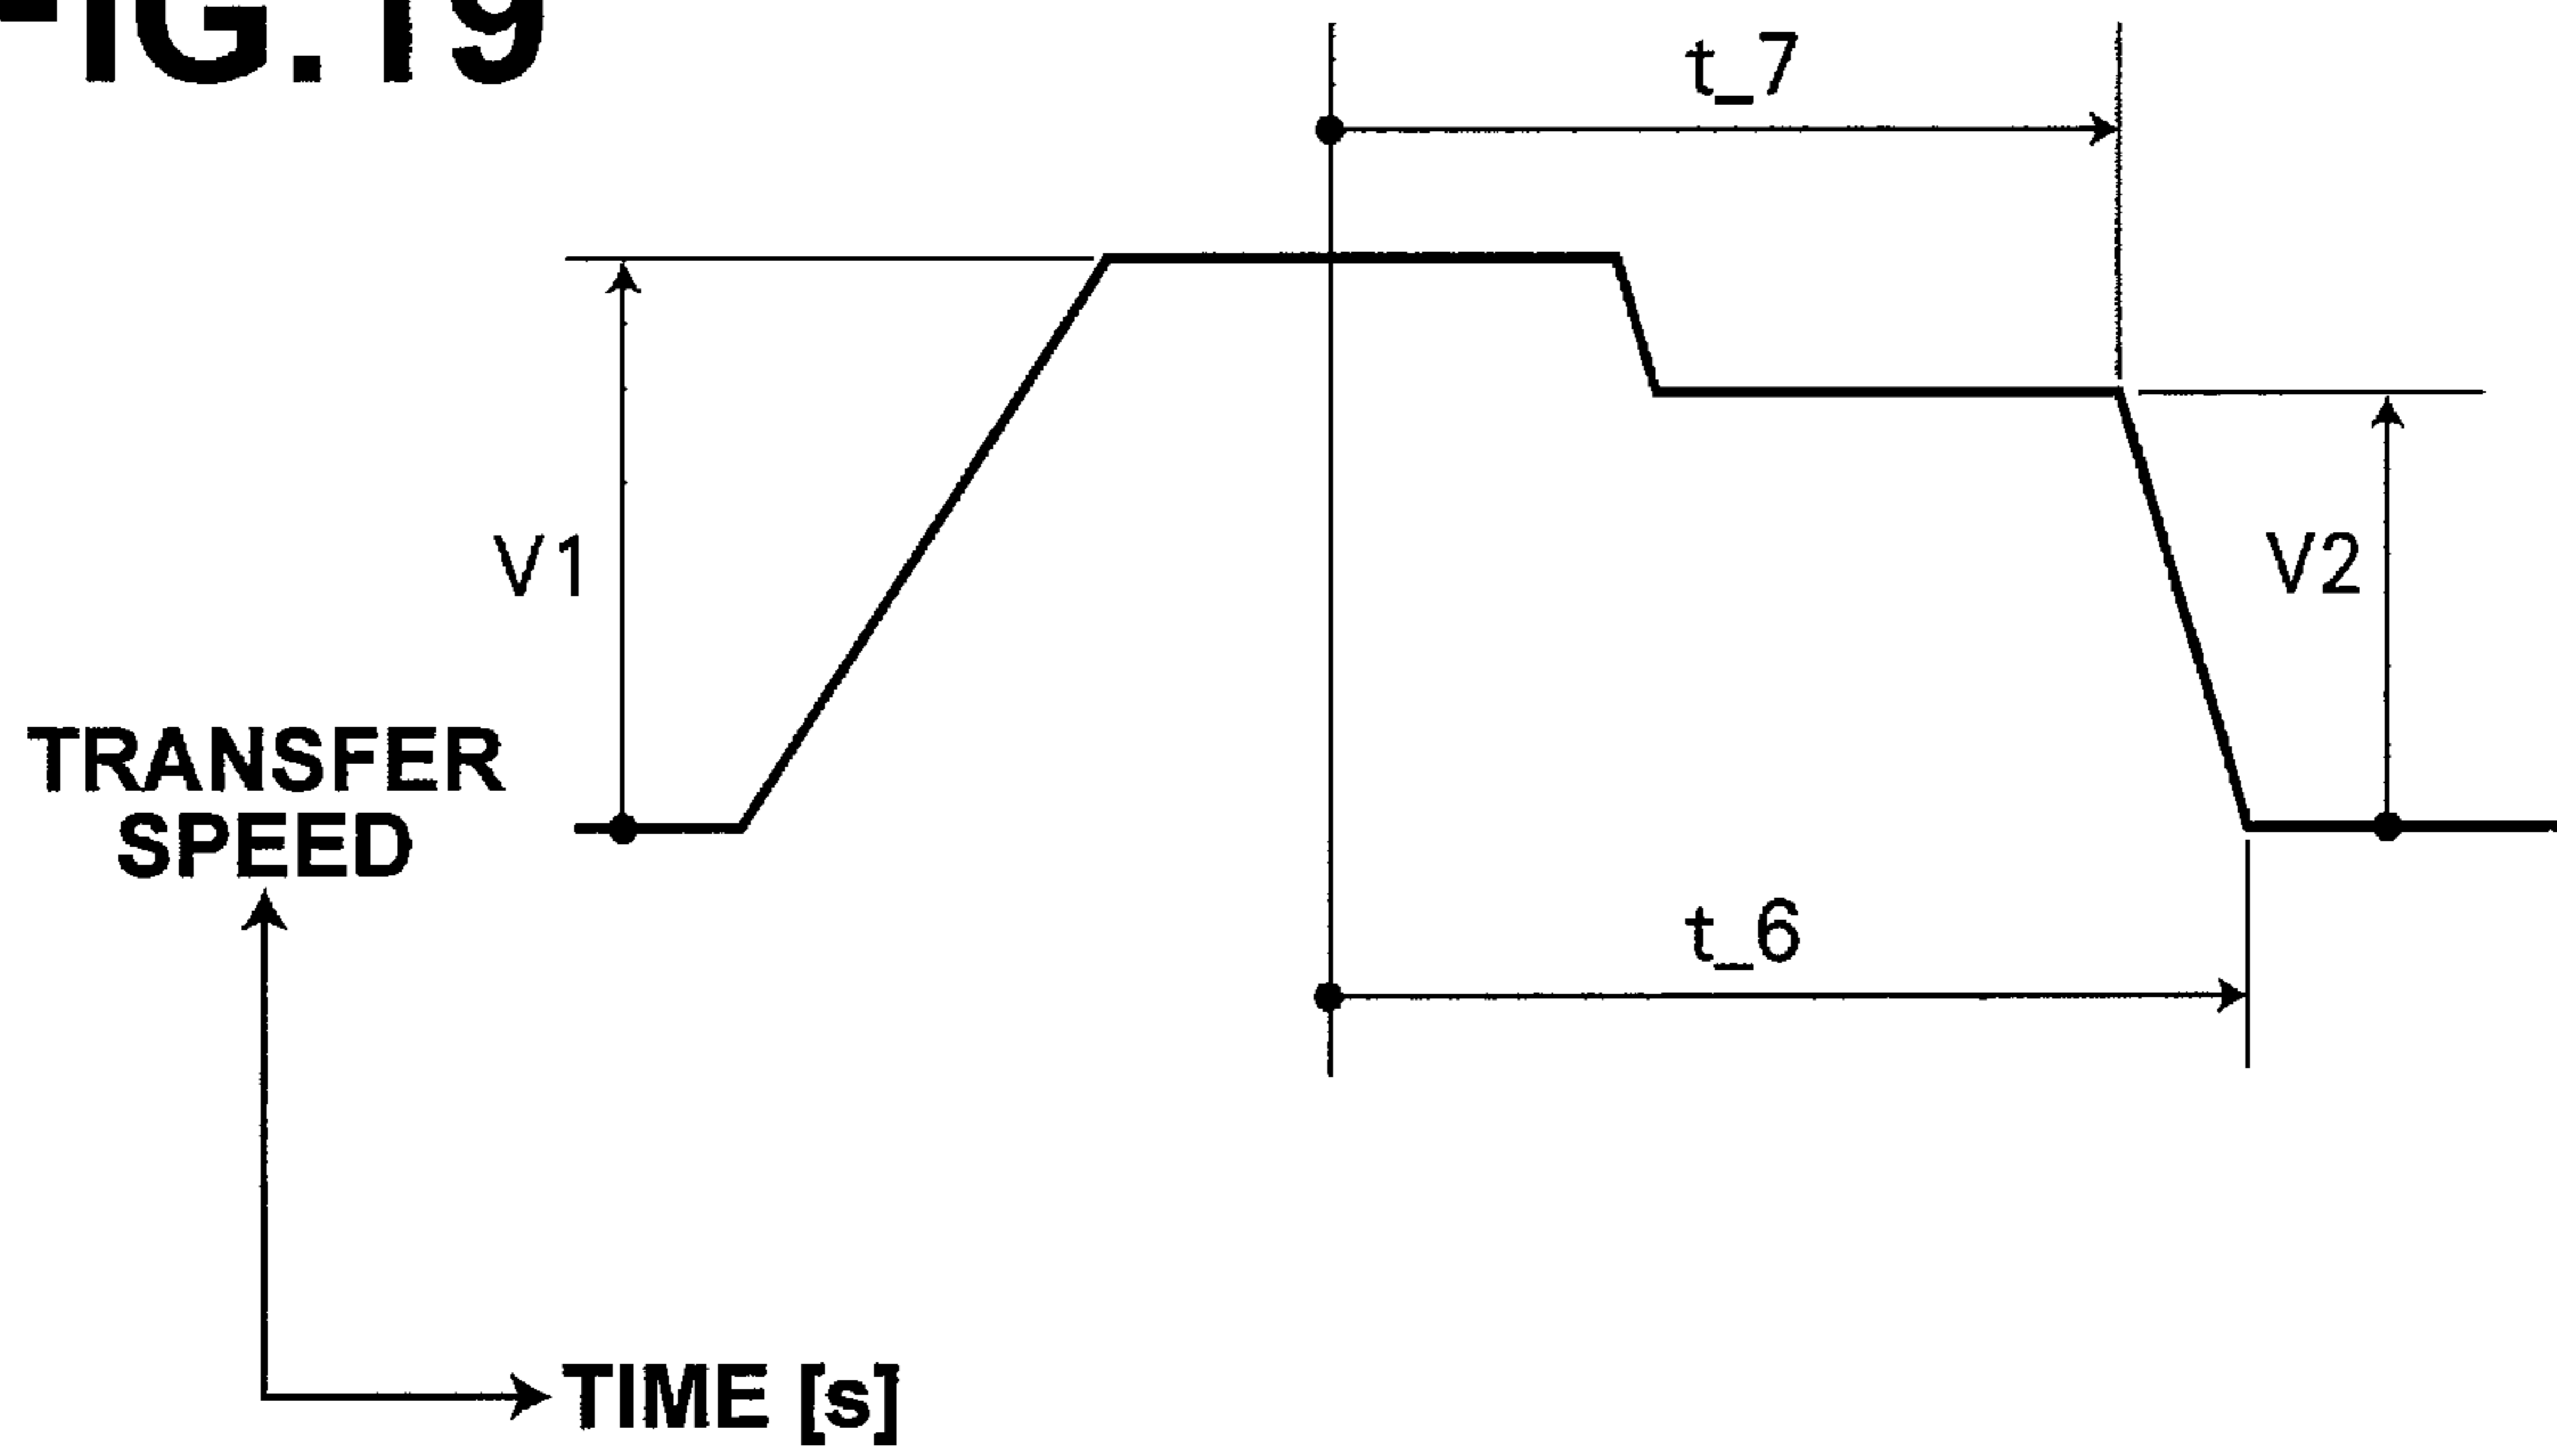 FIG.19
t_7
V1
V2
TRANSFER
SPEED
t_6
TIME [s]